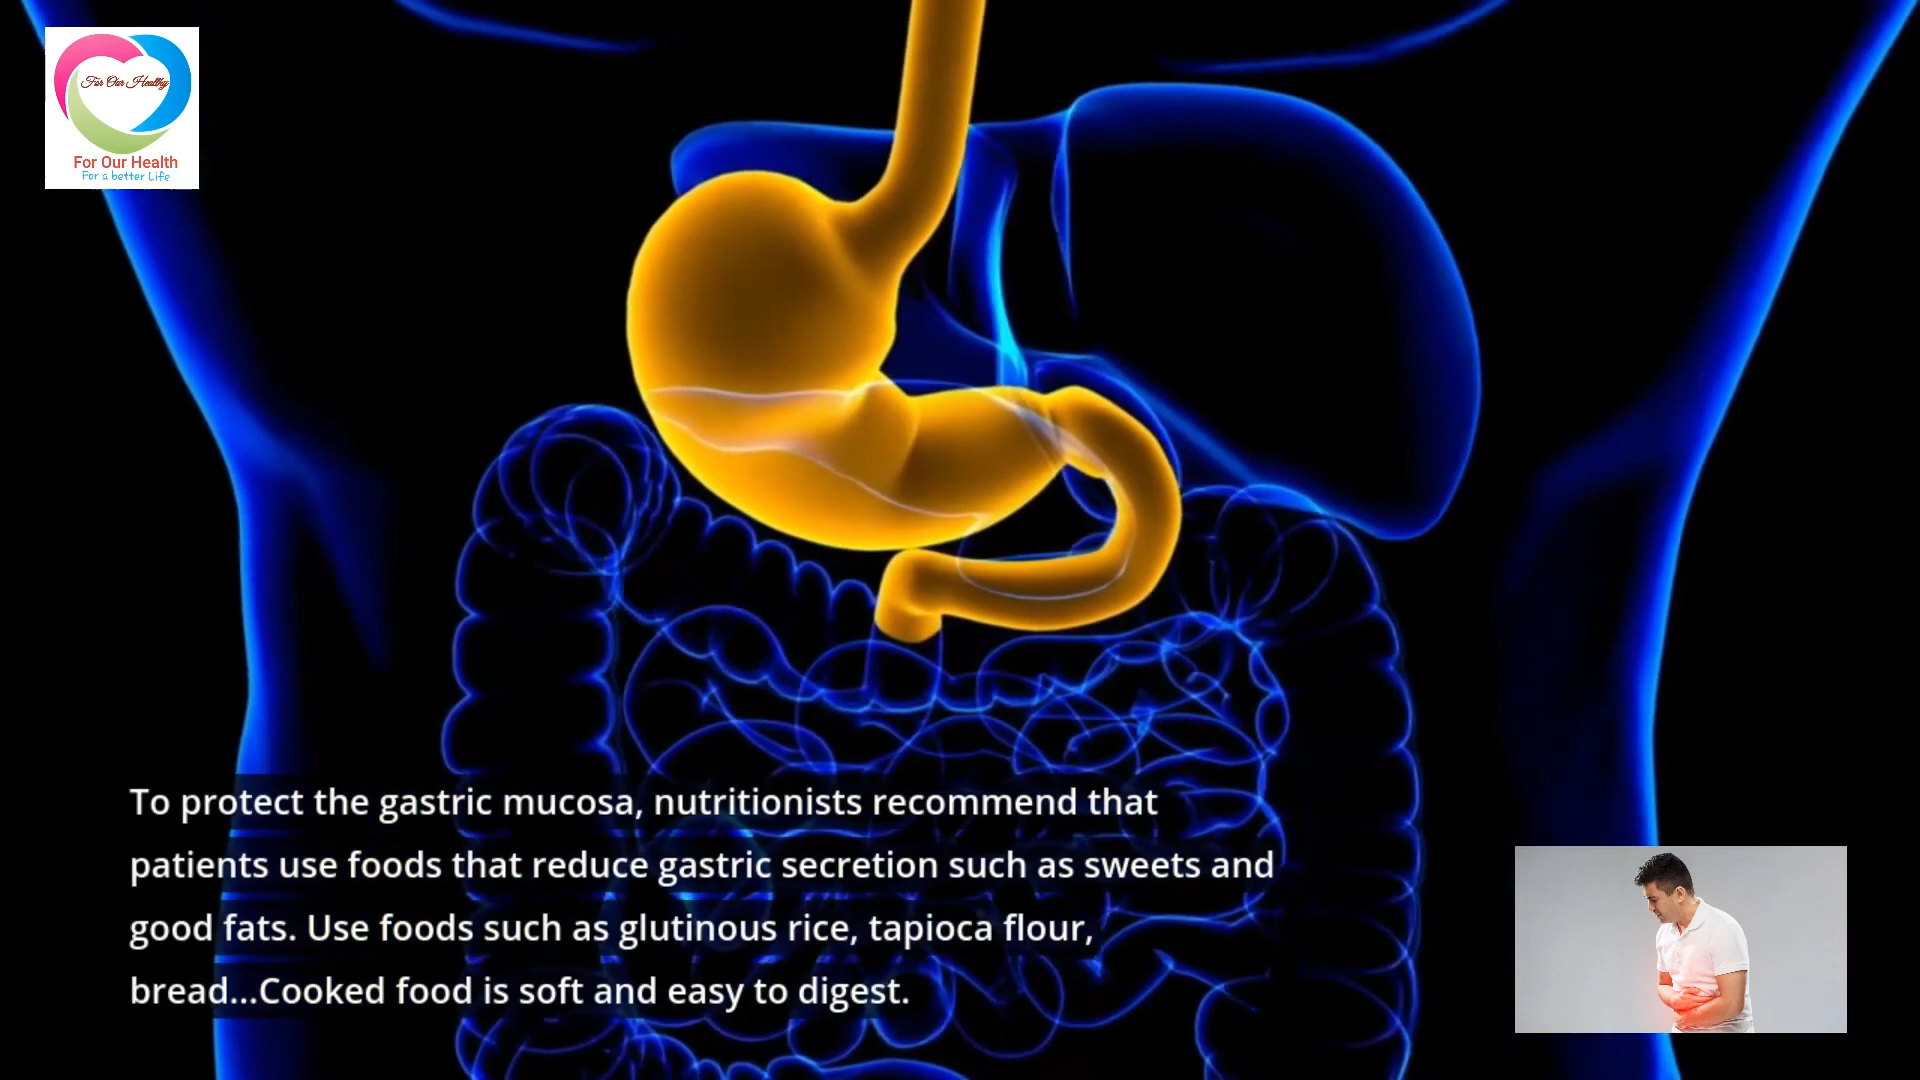 For Our Healthy
For Our Health
For a better Life
To protect the gastric mucosa, nutritionists recommend that
patients use foods that reduce gastric secretion such as sweets and
good fats. Use foods such as glutinous rice, tapioca flour,
bread...Cooked food is soft and easy to digest.